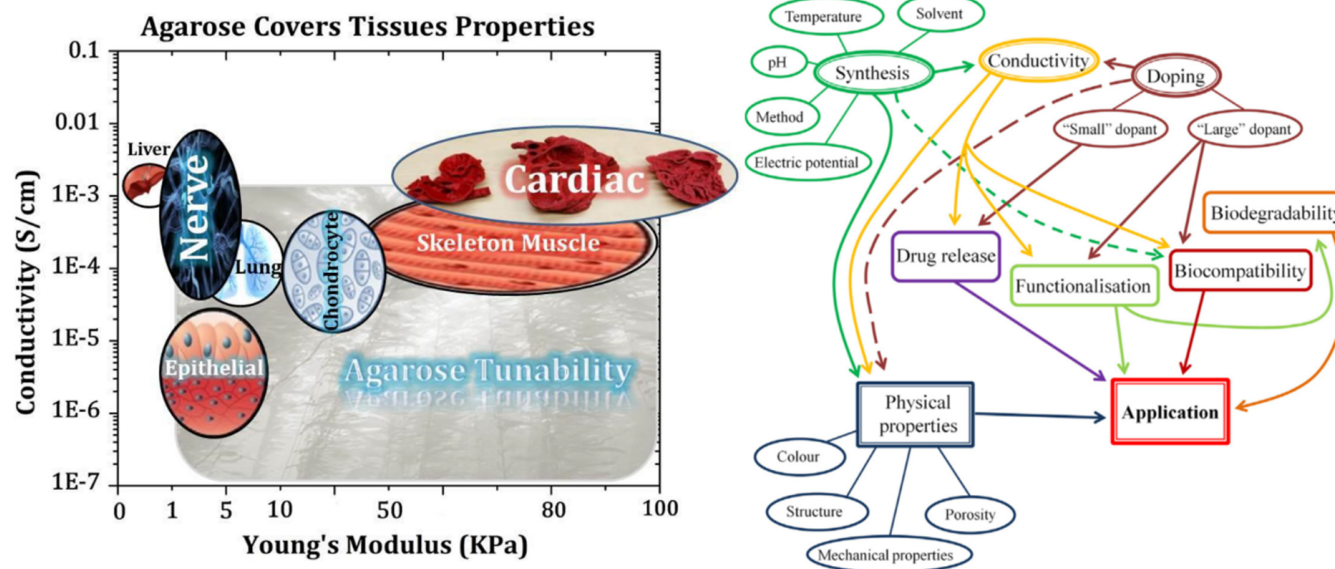 Agarose Covers Tissues Properties
Conductivity (S/cm)
0.1
0.01
1E-3
1E-4
1E-5
1E-6
1E-7
Liver
Nerve
Lung
Chondrocyte
Cardiac
Skeleton Muscle
Epithelial
Agarose Tunability
0 1 5 10 50 80 100
Young's Modulus (KPa)
Temperature
Solvent
pH
Synthesis
Conductivity
Doping
Method
"Small" dopant
"Large" dopant
Electric potential
Biodegradability
Drug release
Functionalisation
Biocompatibility
Physical
properties
Application
Colour
Structure
Porosity
Mechanical properties